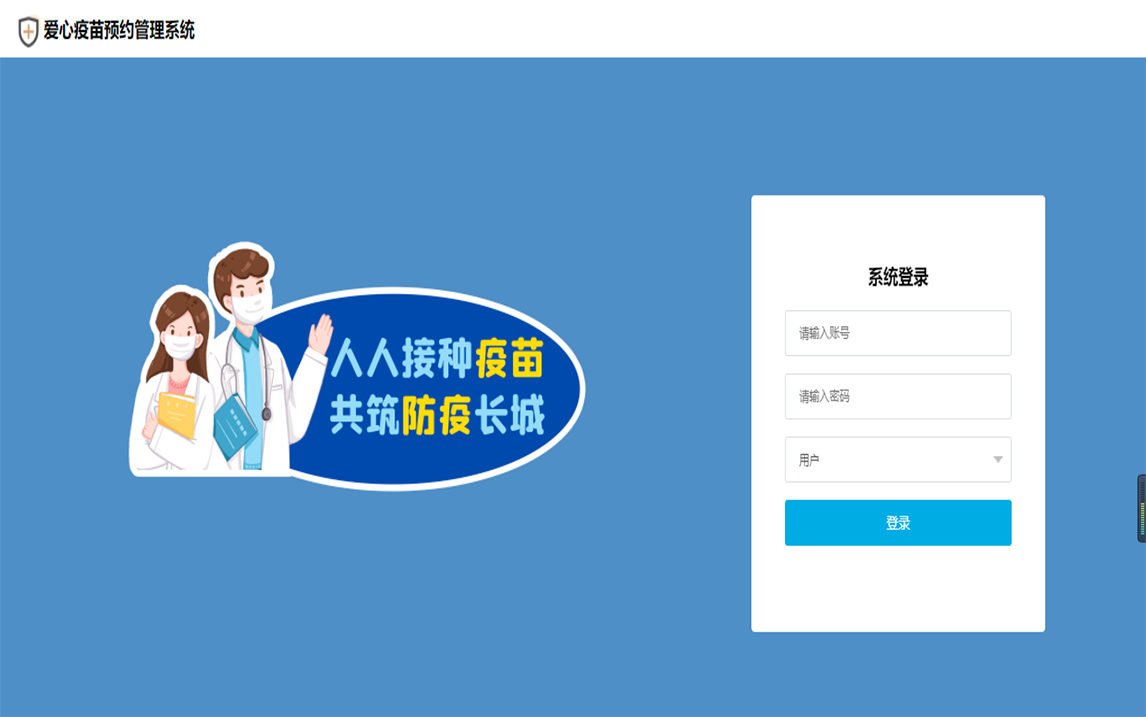 爱心疫苗预约管理系统
人人接种疫苗
共筑防疫长城
系统登录
请输入账号
请输入密码
用户
登录